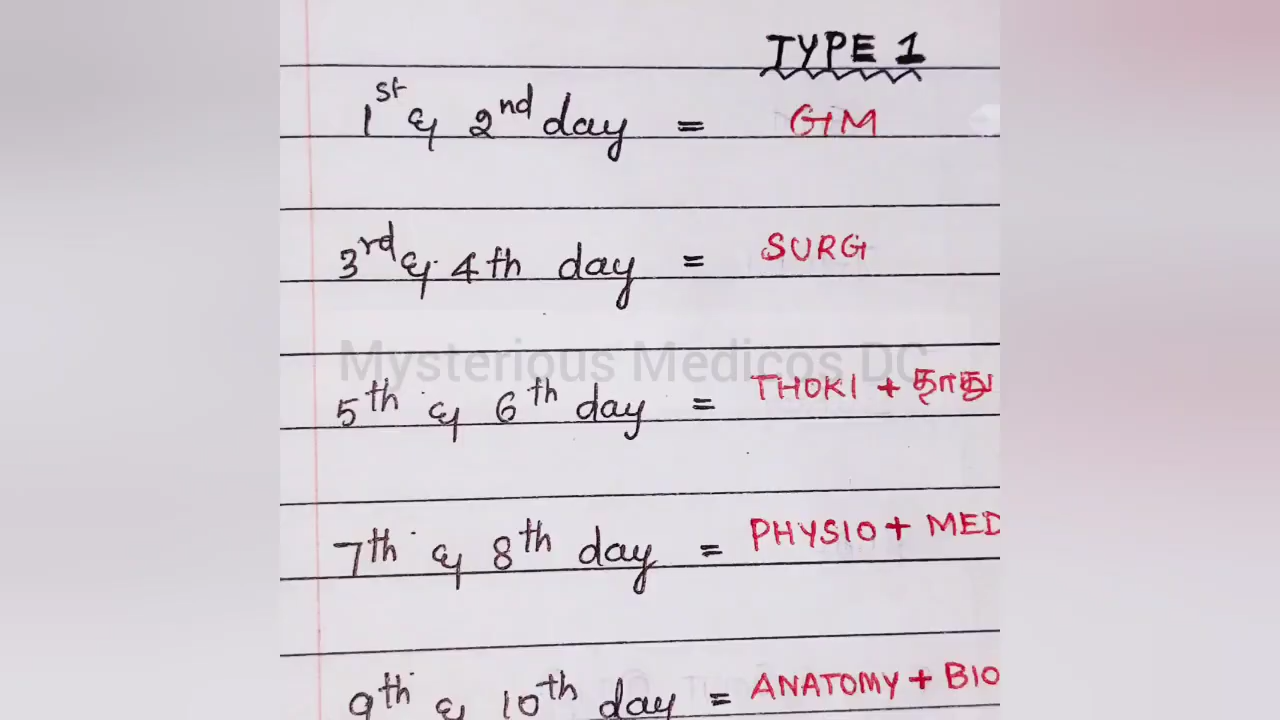 TYPE 1
1st & 2nd day = GM
3rd & 4th day = SURG
Mysterious Medicos DC
5th & 6th day = THOKI + தாது
7th & 8th day = PHYSIO + MED
9th & 10th day = ANATOMY + BIO